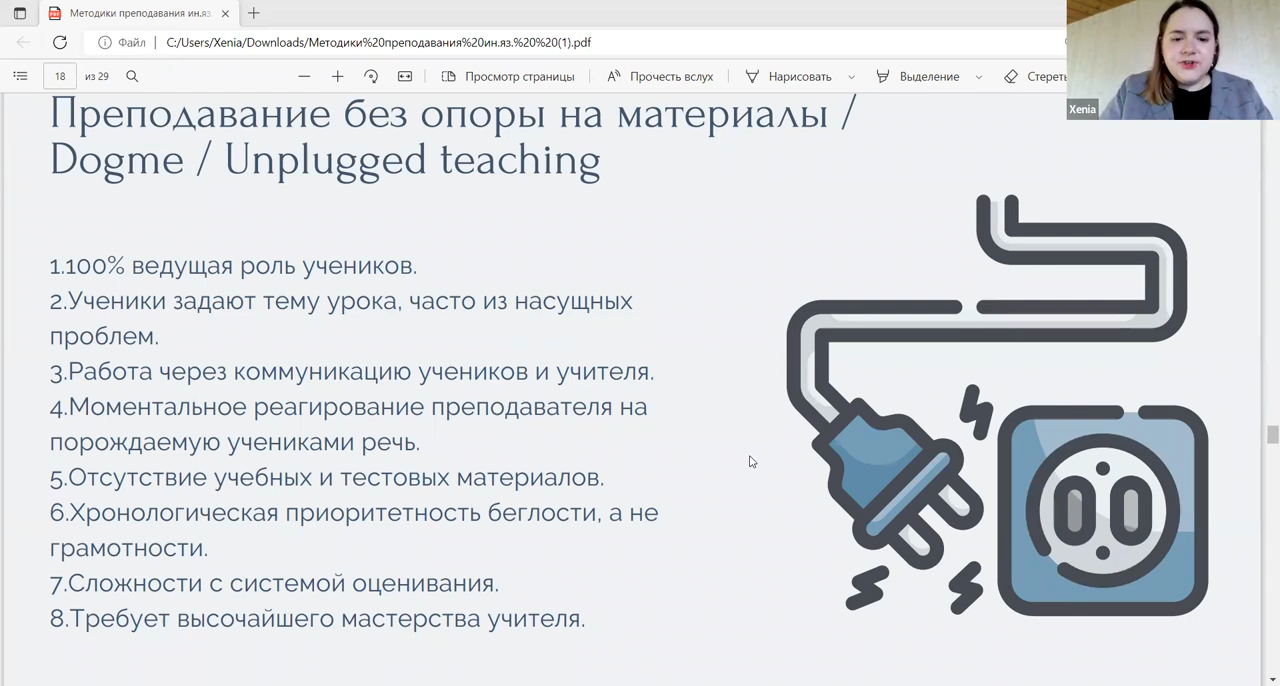 Методики преподавания ин.яз.
Файл
C:/Users/Xenia/Downloads/Методики%20преподавания%20ин.яз.%20%20(1).pdf
18 из 29
Просмотр страницы
Прочесть вслух
Нарисовать
Выделение
Стереть
Xenia
Преподавание без опоры на материалы /
Dogme / Unplugged teaching
1.100% ведущая роль учеников.
2.Ученики задают тему урока, часто из насущных
проблем.
3.Работа через коммуникацию учеников и учителя.
4.Моментальное реагирование преподавателя на
порождаемую учениками речь.
5.Отсутствие учебных и тестовых материалов.
6.Хронологическая приоритетность беглости, а не
грамотности.
7.Сложности с системой оценивания.
8.Требует высочайшего мастерства учителя.